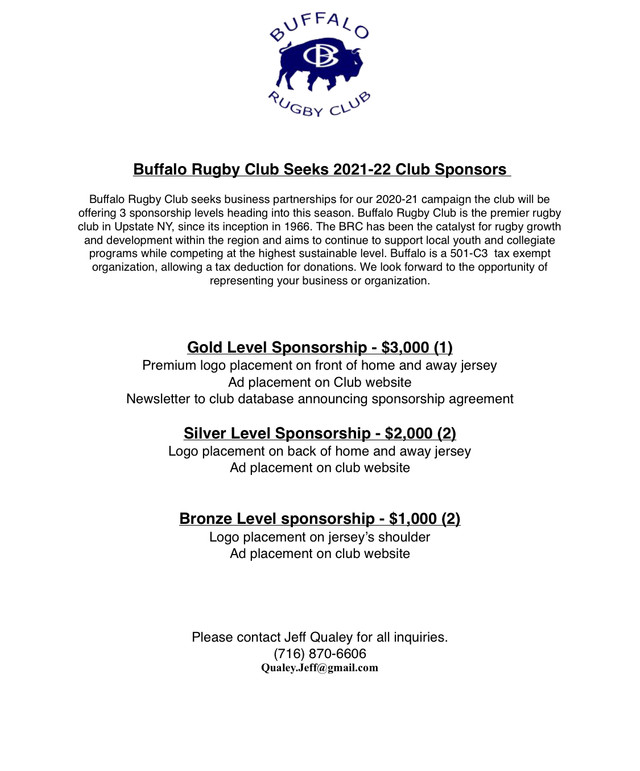 BUFFALO
CB
RUGBY CLUB
Buffalo Rugby Club Seeks 2021-22 Club Sponsors
Buffalo Rugby Club seeks business partnerships for our 2020-21 campaign the club will be
offering 3 sponsorship levels heading into this season. Buffalo Rugby Club is the premier rugby
club in Upstate NY, since its inception in 1966. The BRC has been the catalyst for rugby growth
and development within the region and aims to continue to support local youth and collegiate
programs while competing at the highest sustainable level. Buffalo is a 501-C3 tax exempt
organization, allowing a tax deduction for donations. We look forward to the opportunity of
representing your business or organization.
Gold Level Sponsorship - $3,000 (1)
Premium logo placement on front of home and away jersey
Ad placement on Club website
Newsletter to club database announcing sponsorship agreement
Silver Level Sponsorship - $2,000 (2)
Logo placement on back of home and away jersey
Ad placement on club website
Bronze Level sponsorship - $1,000 (2)
Logo placement on jersey's shoulder
Ad placement on club website
Please contact Jeff Qualey for all inquiries.
(716) 870-6606
Qualey.Jeff@gmail.com